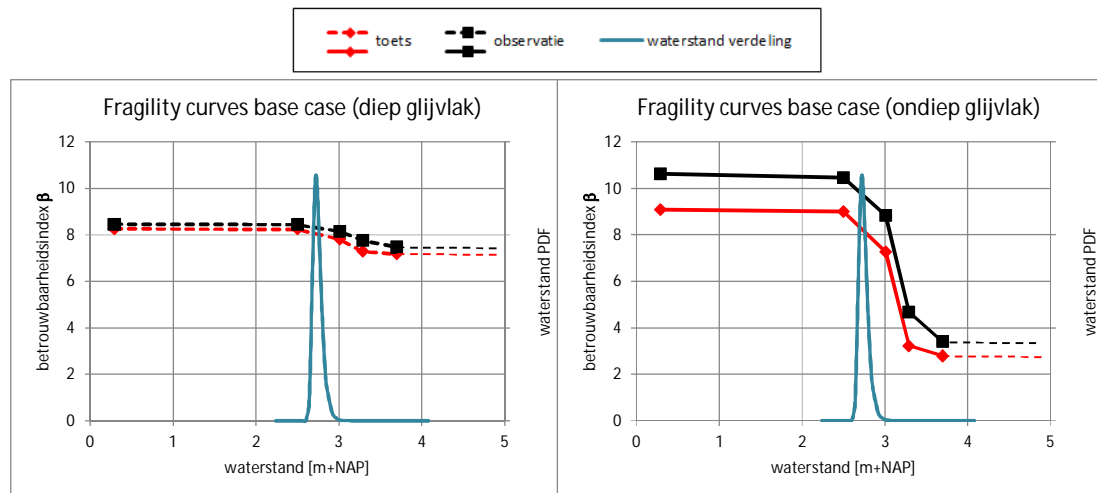 toets observatie waterstand verdeling
Fragility curves base case (diep glijvlak)
12
10
8
6
4
2
0
betrouwbaarheidsindex β
waterstand PDF
0 1 2 3 4 5
waterstand [m+NAP]
Fragility curves base case (ondiep glijvlak)
12
10
8
6
4
2
0
betrouwbaarheidsindex β
waterstand PDF
0 1 2 3 4 5
waterstand [m+NAP]